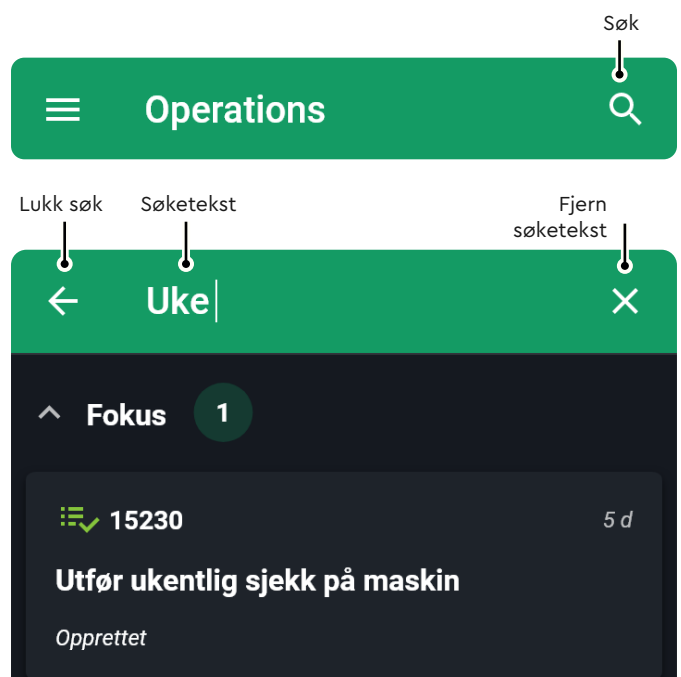 Søk
Operations
Lukk søk Søketekst Fjern
søketekst
Uke
Fokus 1
15230 5 d
Utfør ukentlig sjekk på maskin
Opprettet